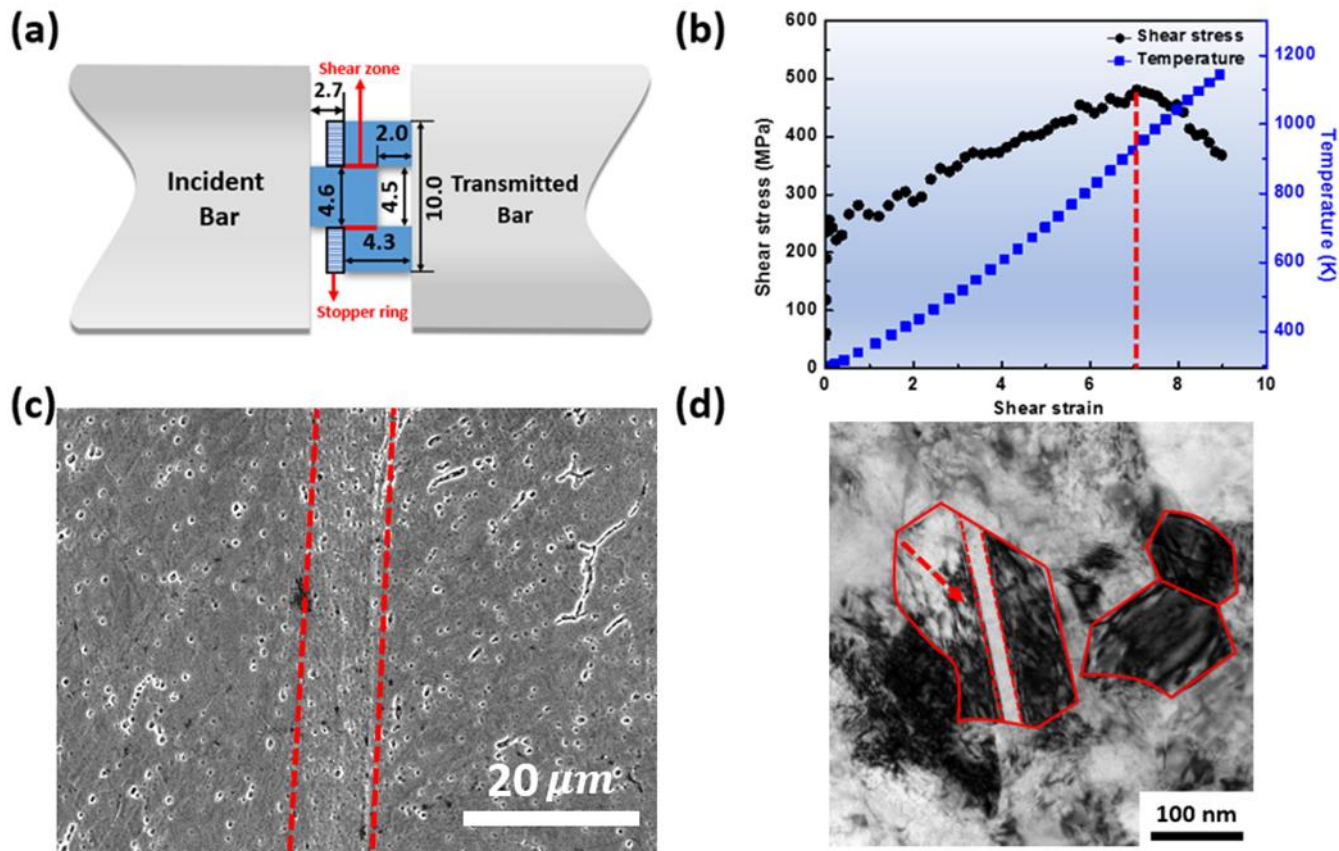 (a)
Shear zone
2.7
2.0
Incident
Bar
4.6
4.5
10.0
Transmitted
Bar
4.3
Stopper ring
(b)
Shear stress
Temperature
600
500
400
300
200
100
0
Shear stress (MPa)
1200
1000
800
600
400
Temperature (K)
0 2 4 6 8 10
Shear strain
(c)
20 μm
(d)
100 nm